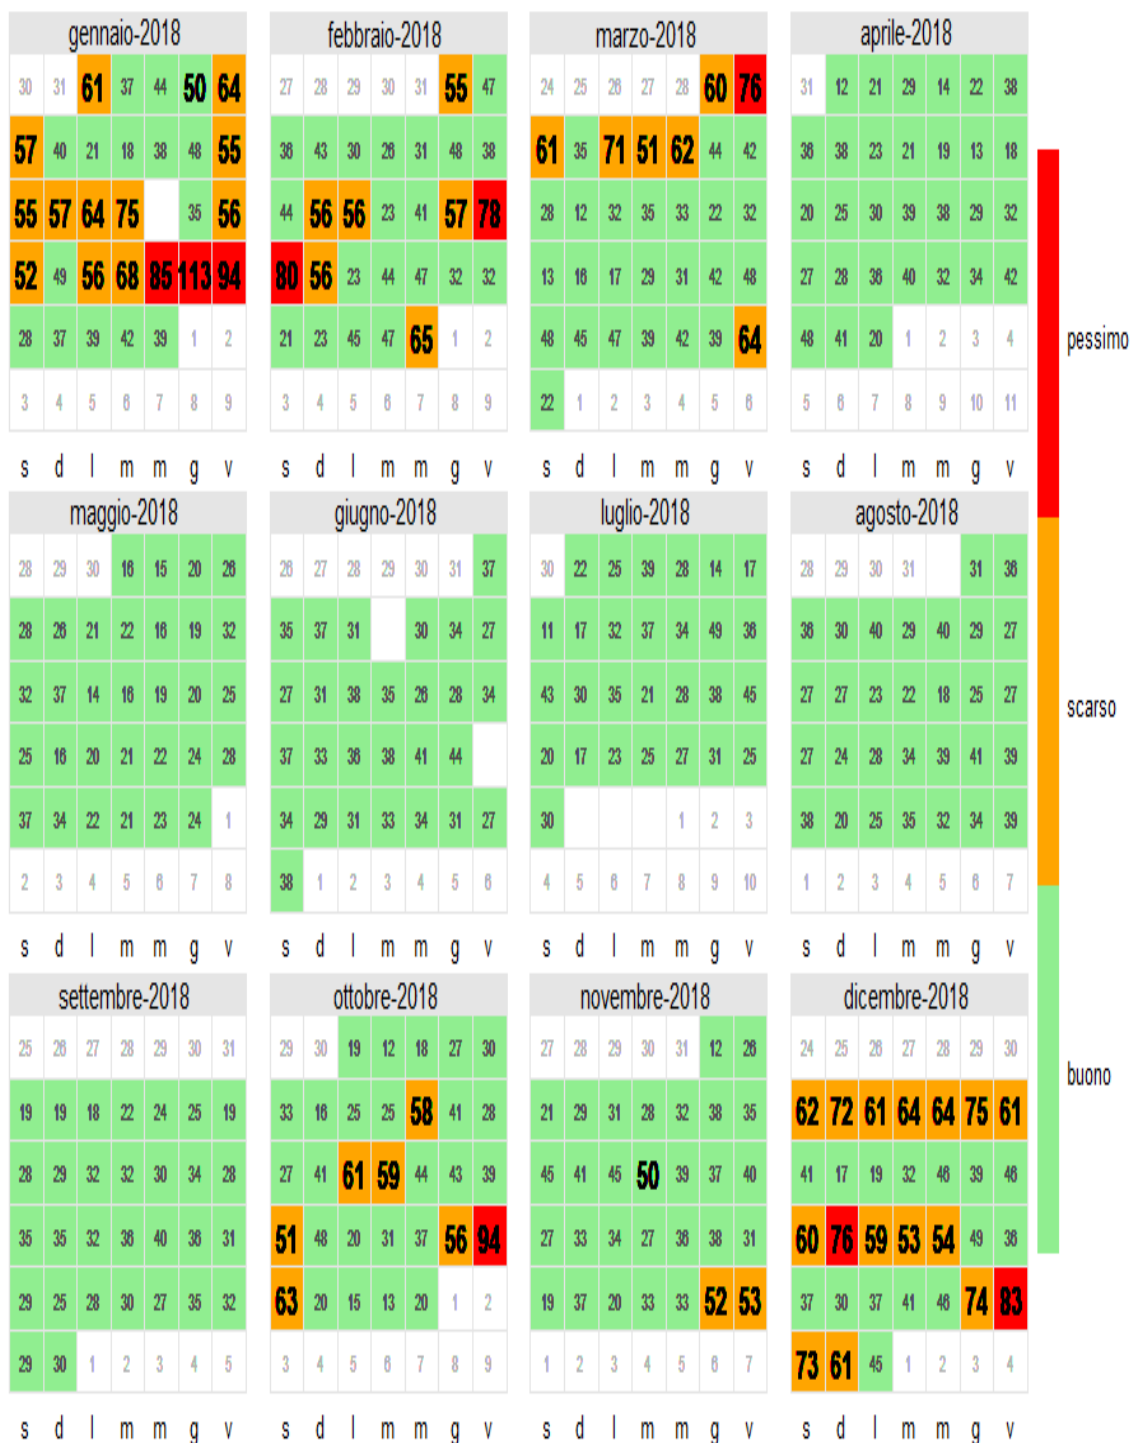 gennaio-2018 febbraio-2018 marzo-2018 aprile-2018
30 31 61 37 44 50 64 27 28 29 30 31 55 47 24 25 26 27 28 60 76 31 12 21 29 14 22 38
57 40 21 18 38 48 55 36 43 30 26 31 48 38 61 35 71 51 62 44 42 36 38 23 21 19 13 18
55 57 64 75 35 56 44 56 56 23 41 57 78 28 12 32 35 33 22 32 20 25 30 39 38 29 32
52 49 56 68 85 113 94 80 56 23 44 47 32 32 13 16 17 29 31 42 48 27 28 36 40 32 34 42
28 37 39 42 39 1 2 21 23 45 47 65 1 2 48 45 47 39 42 39 64 48 41 20 1 2 3 4
3 4 5 6 7 8 9 3 4 5 6 7 8 9 22 1 2 3 4 5 6 5 6 7 8 9 10 11
s d l m m g v s d l m m g v s d l m m g v s d l m m g v
maggio-2018 giugno-2018 luglio-2018 agosto-2018
28 29 30 16 15 20 26 26 27 28 29 30 31 37 30 22 25 39 28 14 17 28 29 30 31 31 36
28 26 21 22 16 19 32 35 37 31 30 34 27 11 17 32 37 34 49 36 36 30 40 29 40 29 27
32 37 14 16 19 20 25 27 31 38 35 26 28 34 43 30 35 21 28 38 45 27 27 23 22 18 25 27
25 16 20 21 22 24 28 37 33 36 38 41 44 20 17 23 25 27 31 25 27 24 28 34 39 41 39
37 34 22 21 23 24 1 34 29 31 33 34 31 27 30 1 2 3 38 20 25 35 32 34 39
2 3 4 5 6 7 8 38 1 2 3 4 5 6 4 5 6 7 8 9 10 1 2 3 4 5 6 7
s d l m m g v s d l m m g v s d l m m g v s d l m m g v
settembre-2018 ottobre-2018 novembre-2018 dicembre-2018
25 26 27 28 29 30 31 29 30 19 12 18 27 30 27 28 29 30 31 12 26 24 25 26 27 28 29 30
19 19 18 22 24 25 19 33 16 25 25 58 41 28 21 29 31 28 32 38 35 62 72 61 64 64 75 61
28 29 32 32 30 34 28 27 41 61 59 44 43 39 45 41 45 50 39 37 40 41 17 19 32 46 39 46
35 35 32 36 40 36 31 51 48 20 31 37 56 94 27 33 34 27 36 38 31 60 76 59 53 54 49 36
29 25 28 30 27 35 32 63 20 15 13 20 1 2 19 37 20 33 33 52 53 37 30 37 41 46 74 83
29 30 1 2 3 4 5 3 4 5 6 7 8 9 1 2 3 4 5 6 7 73 61 45 1 2 3 4
s d l m m g v s d l m m g v s d l m m g v s d l m m g v
pessimo
scarso
buono